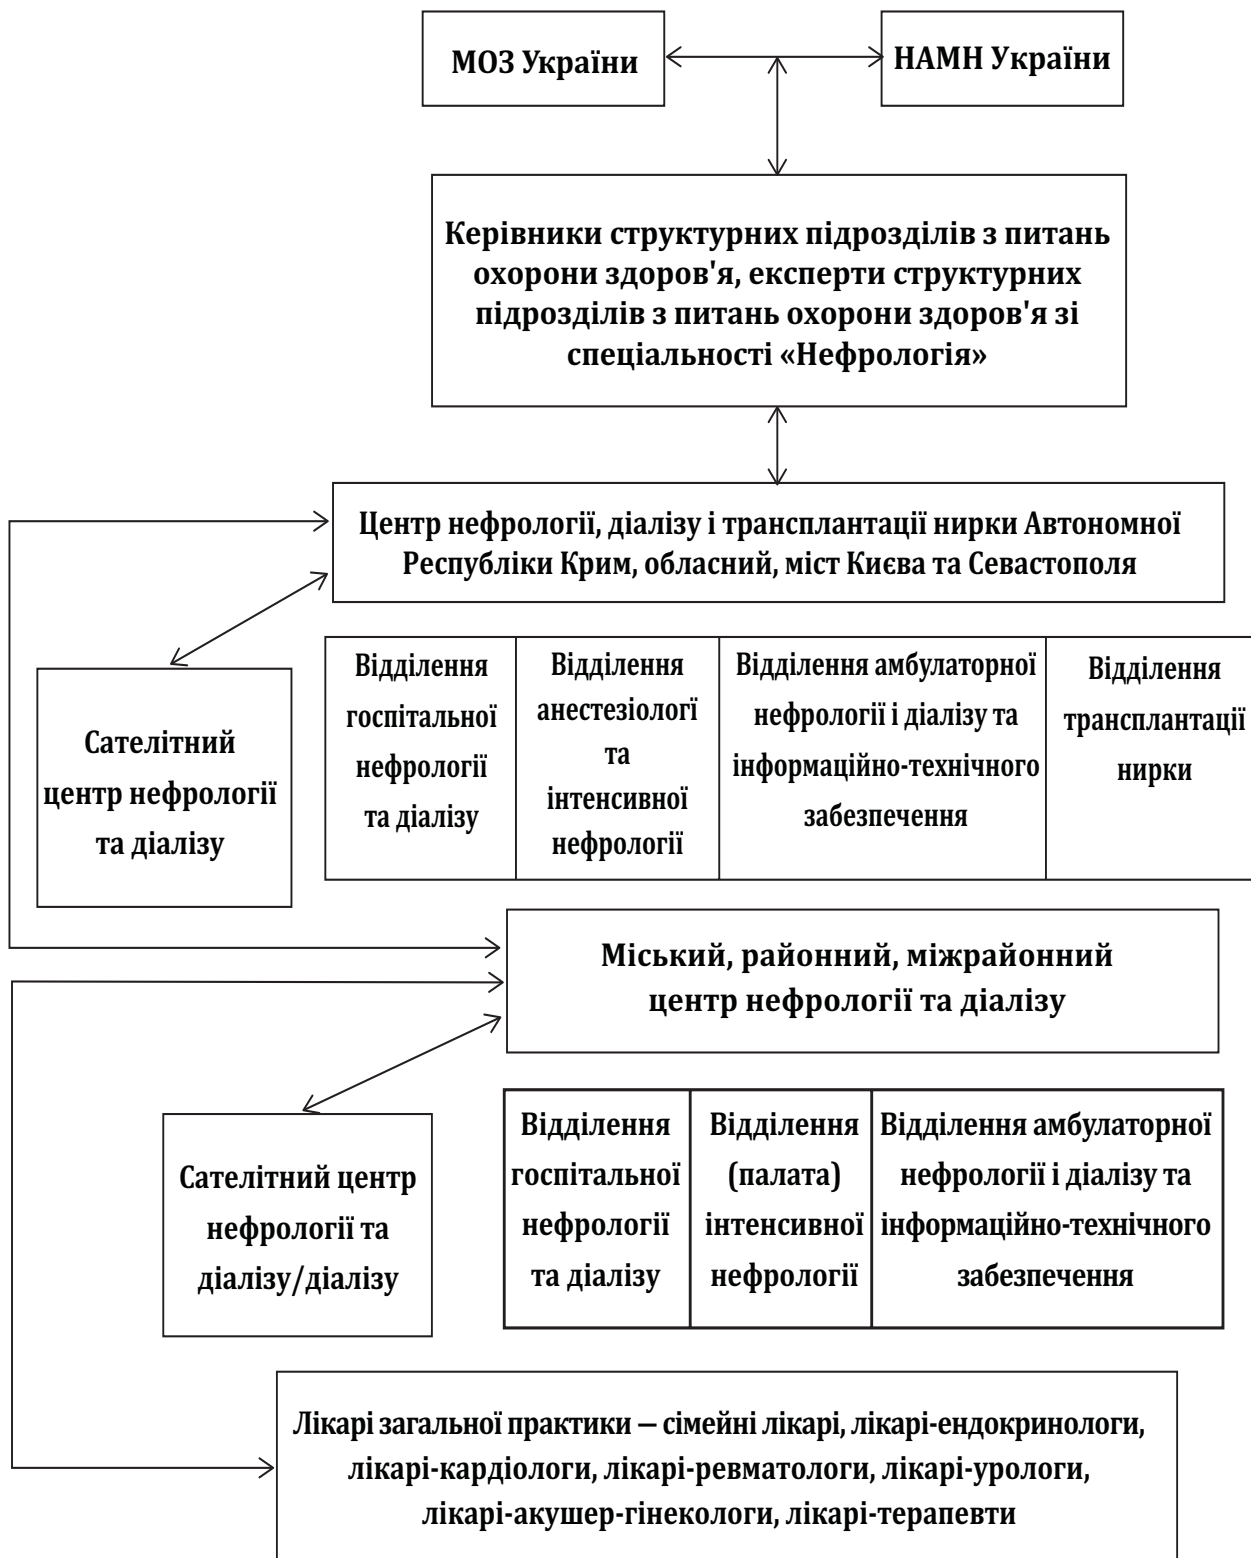 МОЗ України
НАМН України
Керівники структурних підрозділів з питань
охорони здоров'я, експерти структурних
підрозділів з питань охорони здоров'я зі
спеціальності «Нефрологія»
Центр нефрології, діалізу і трансплантації нирки Автономної
Республіки Крим, обласний, міст Києва та Севастополя
Сателітний
центр нефрології
та діалізу
Відділення
госпітальної
нефрології
та діалізу
Відділення
анестезіологі
та
інтенсивної
нефрології
Відділення амбулаторної
нефрології і діалізу та
інформаційно-технічного
забезпечення
Відділення
трансплантації
нирки
Міський, районний, міжрайонний
центр нефрології та діалізу
Сателітний центр
нефрології та
діалізу/діалізу
Відділення
госпітальної
нефрології
та діалізу
Відділення
(палата)
інтенсивної
нефрології
Відділення амбулаторної
нефрології і діалізу та
інформаційно-технічного
забезпечення
Лікарі загальної практики — сімейні лікарі, лікарі-ендокринологи,
лікарі-кардіологи, лікарі-ревматологи, лікарі-урологи,
лікарі-акушер-гінекологи, лікарі-терапевти